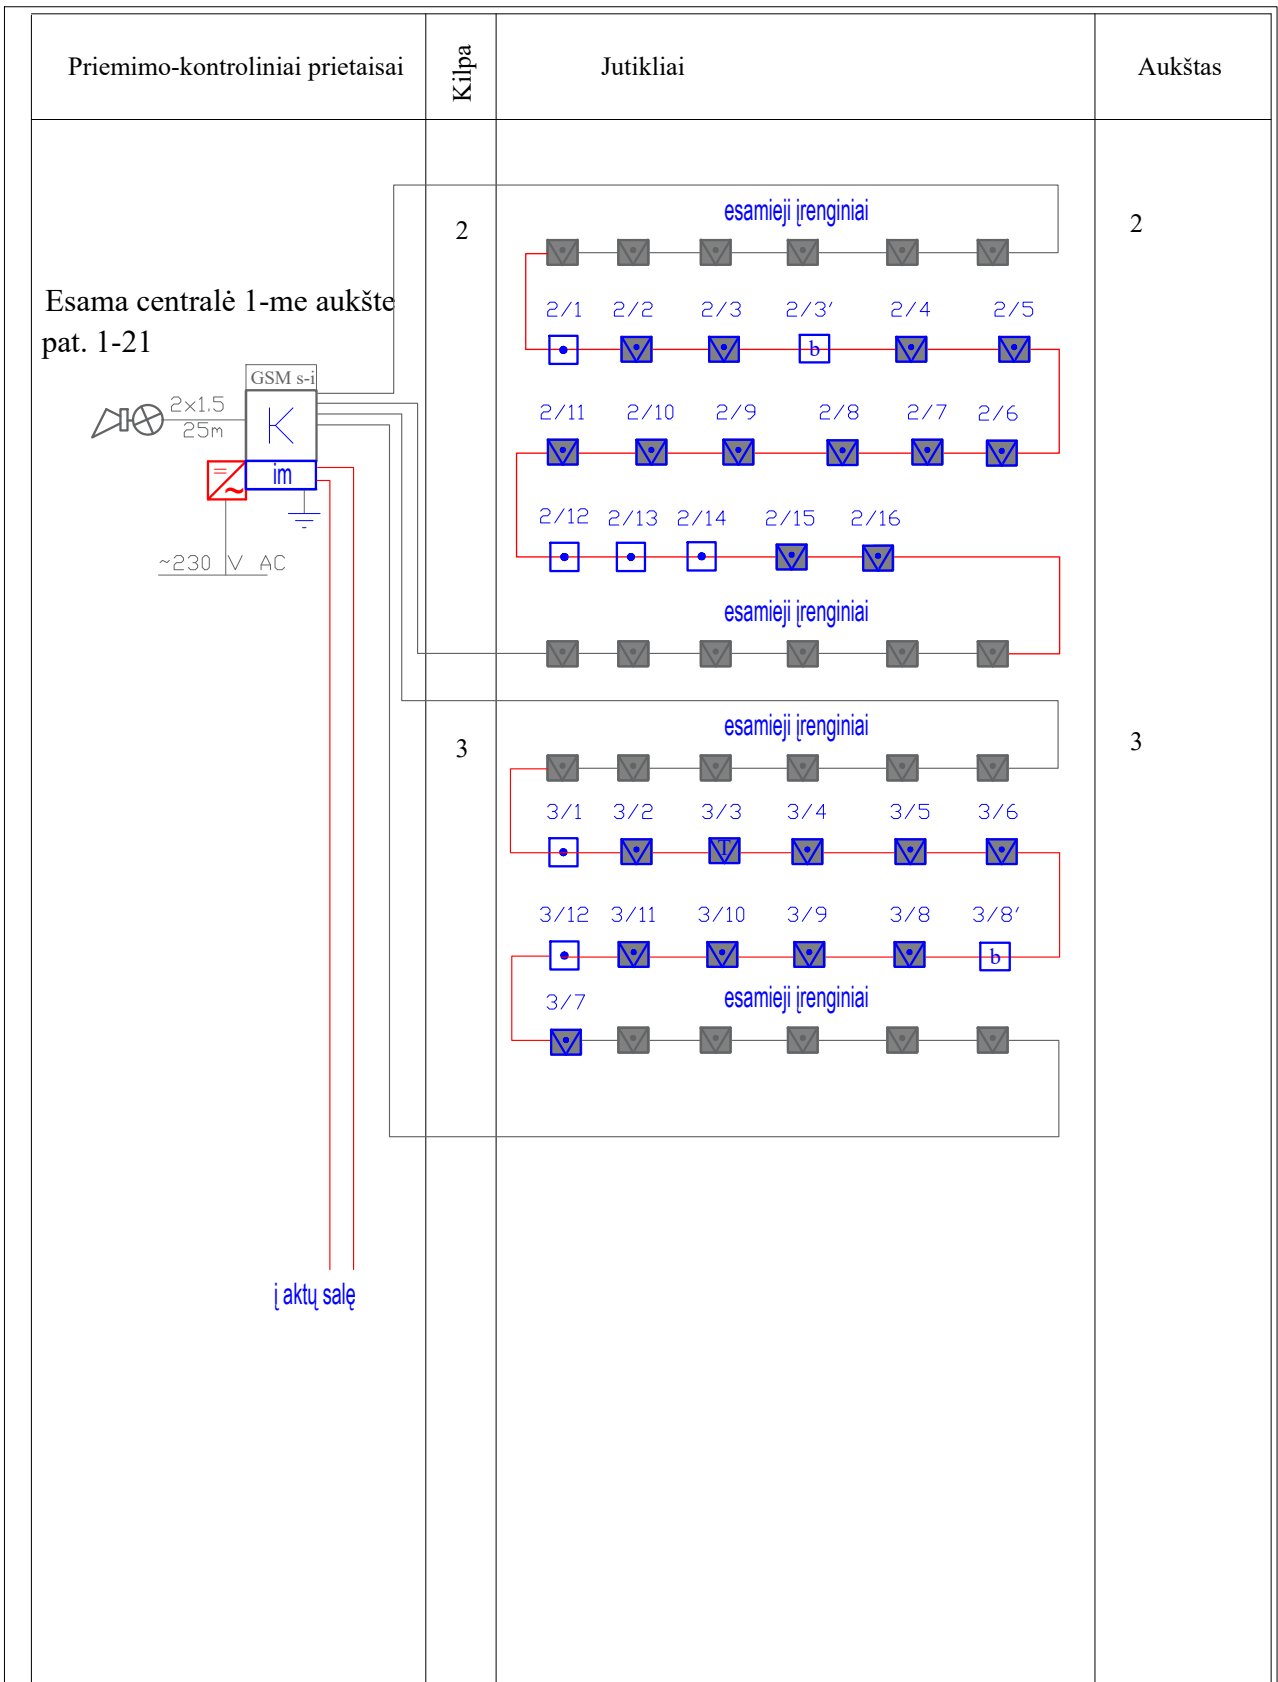 Priemimo-kontroliniai prietaisai Kilpa Jutikliai Aukštas
esamieji įrenginiai
2 2
Esama centralė 1-me aukšte
pat. 1-21
2/1 2/2 2/3 2/3′ 2/4 2/5
b
GSM s-i
2x1.5
25m
K
im
~230 V AC
2/11 2/10 2/9 2/8 2/7 2/6
2/12 2/13 2/14 2/15 2/16
esamieji įrenginiai
esamieji įrenginiai
3 3
3/1 3/2 3/3 3/4 3/5 3/6
T
3/12 3/11 3/10 3/9 3/8 3/8′
b
3/7 esamieji įrenginiai
į aktų salę